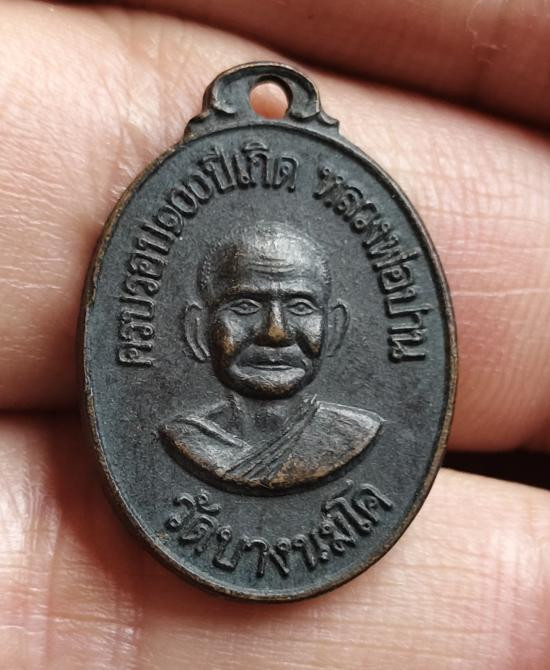 ครบรอบ๑๐๐ปีเกิด หลวงพ่อปาน
วัดบางนมโค